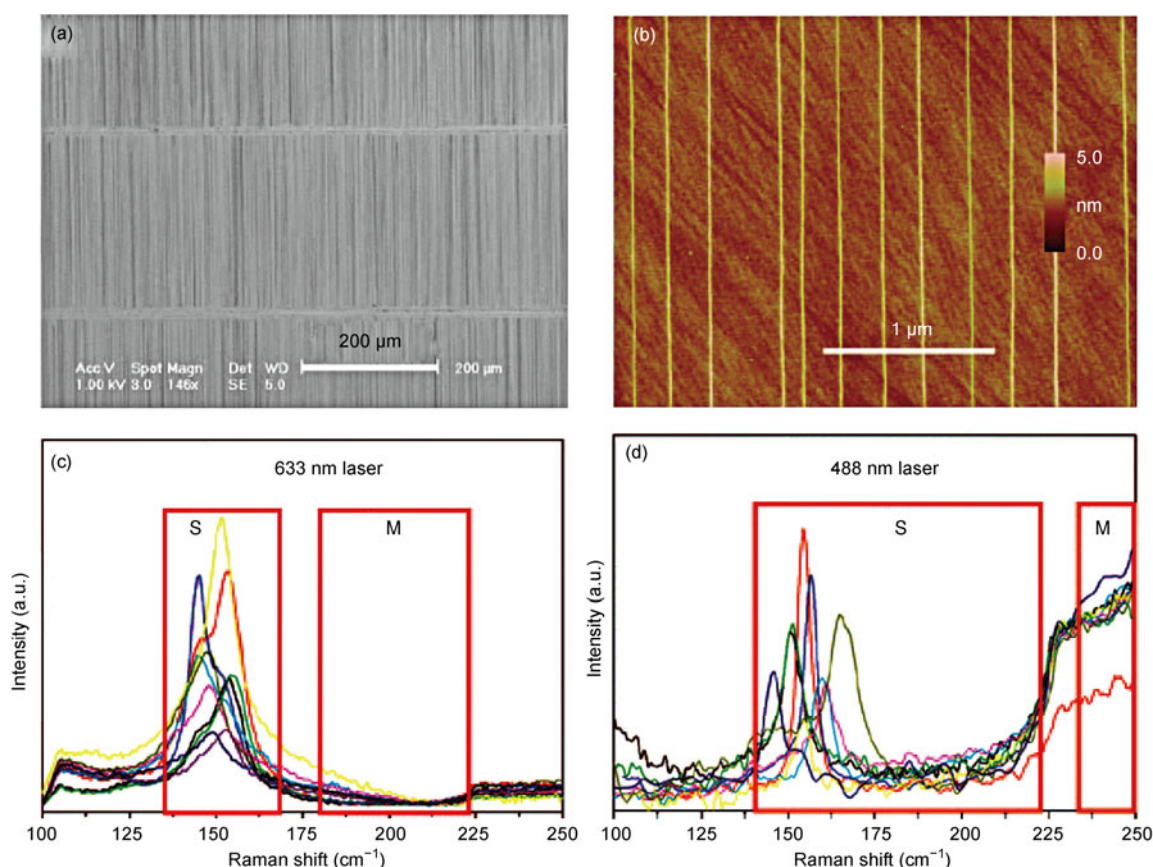 (a)
200 µm
Acc V Spot Magn Det WD 200 µm
1.00 kV 3.0 146x SE 5.0
(b)
5.0
nm
0.0
1 µm
(c)
633 nm laser
S M
Intensity (a.u.)
100 125 150 175 200 225 250
Raman shift (cm⁻¹)
(d)
488 nm laser
S M
Intensity (a.u.)
100 125 150 175 200 225 250
Raman shift (cm⁻¹)